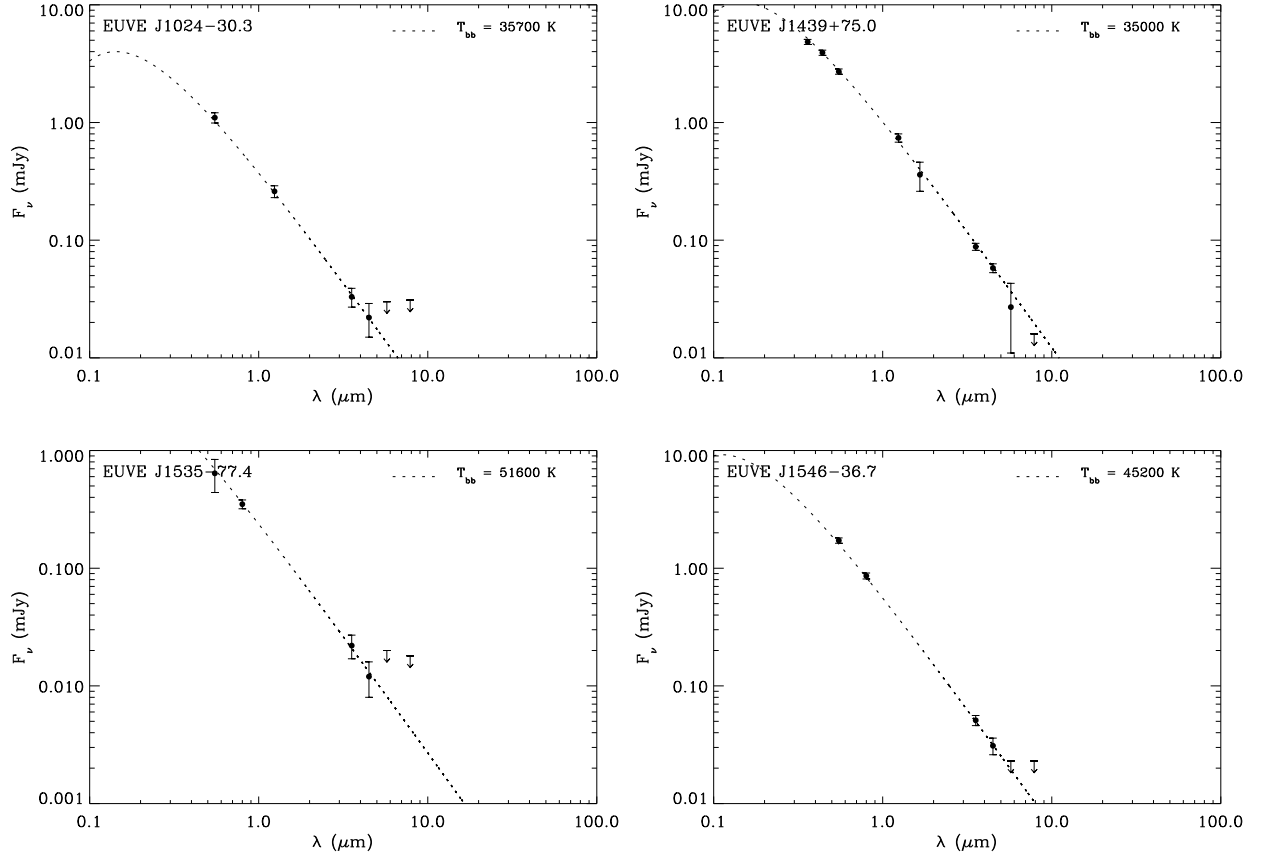 EUVE J1024−30.3
T_bb = 35700 K
10.00
1.00
0.10
0.01
F_ν (mJy)
0.1 1.0 10.0 100.0
λ (μm)
EUVE J1439+75.0
T_bb = 35000 K
10.00
1.00
0.10
0.01
F_ν (mJy)
0.1 1.0 10.0 100.0
λ (μm)
EUVE J1535−77.4
T_bb = 51600 K
1.000
0.100
0.010
0.001
F_ν (mJy)
0.1 1.0 10.0 100.0
λ (μm)
EUVE J1546−36.7
T_bb = 45200 K
10.00
1.00
0.10
0.01
F_ν (mJy)
0.1 1.0 10.0 100.0
λ (μm)